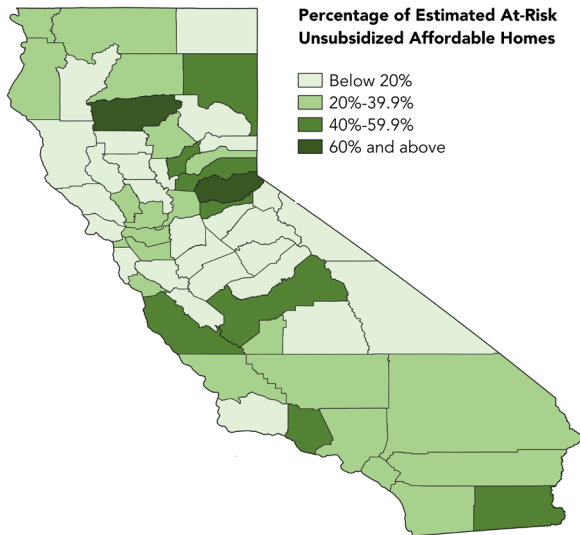 Percentage of Estimated At-Risk
Unsubsidized Affordable Homes
Below 20%
20%-39.9%
40%-59.9%
60% and above